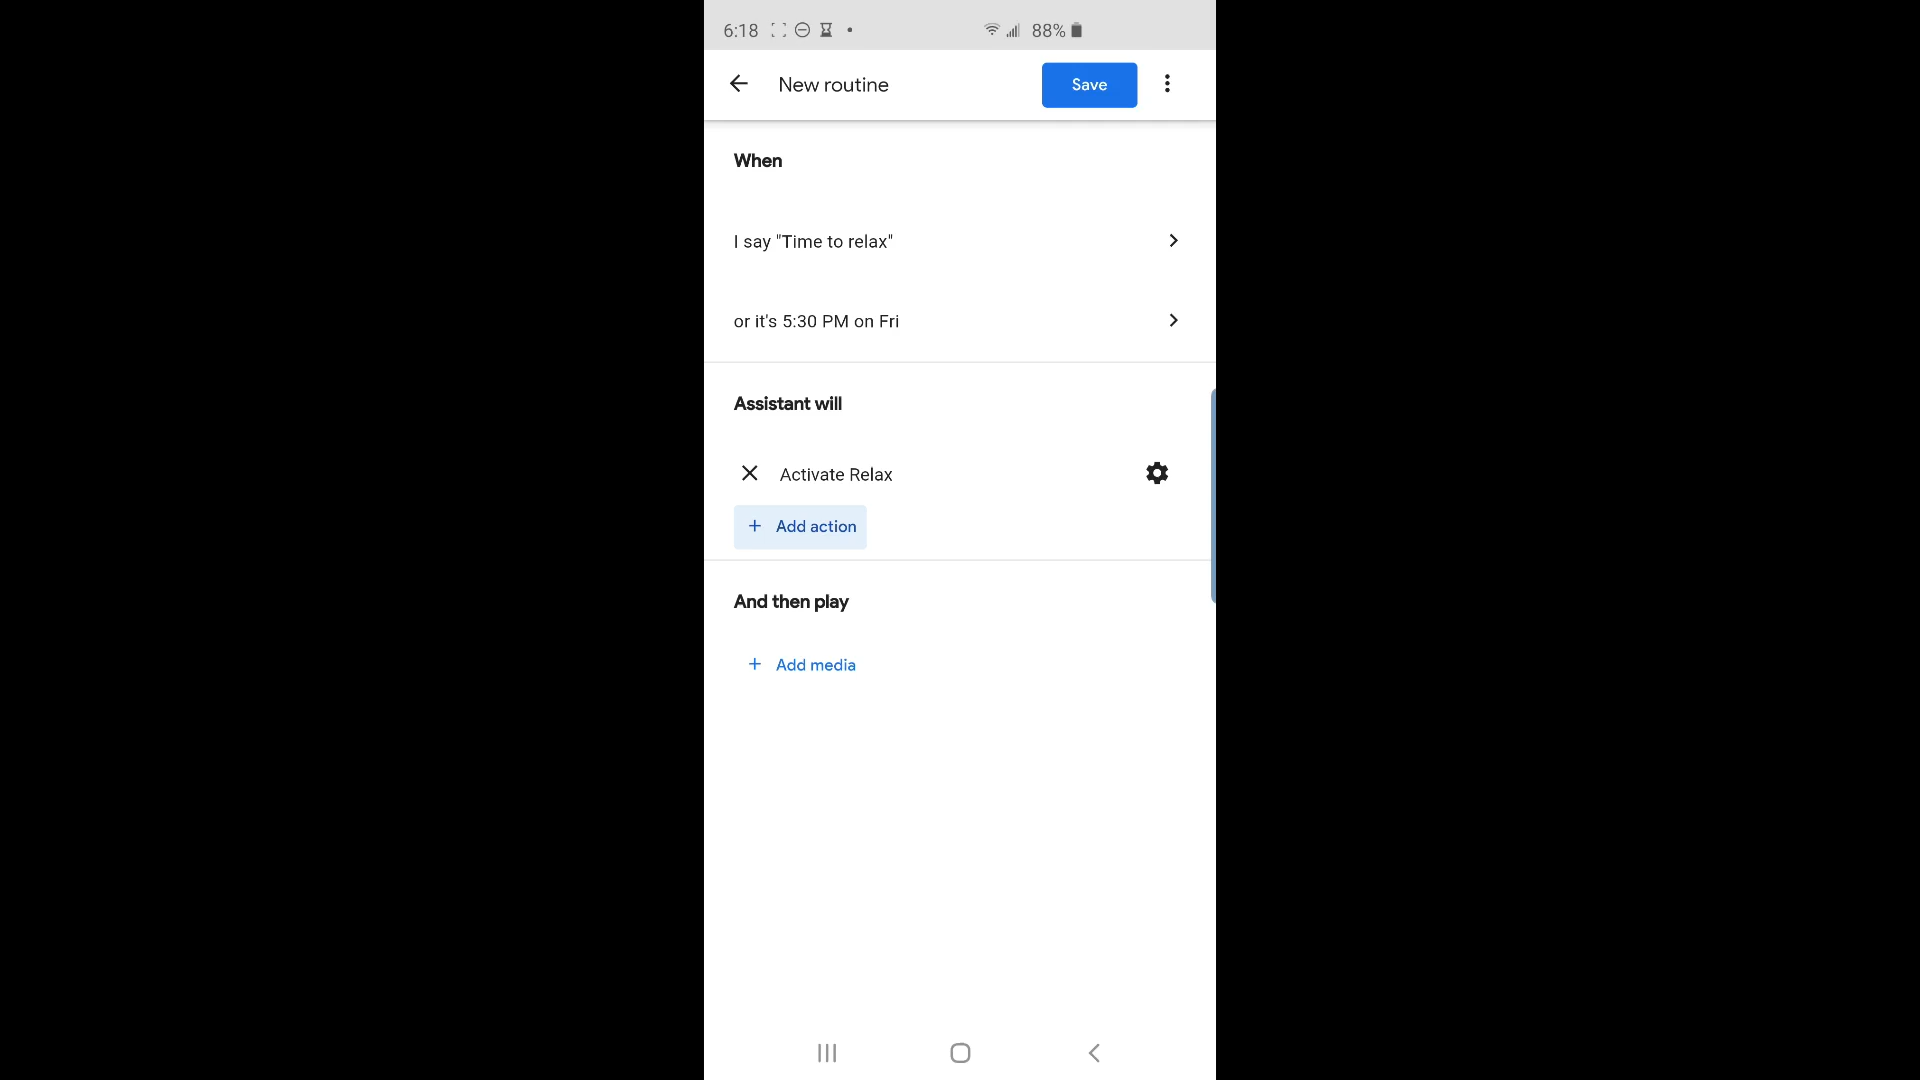 6:18
88%
New routine
Save
When
I say "Time to relax"
or it's 5:30 PM on Fri
Assistant will
Activate Relax
+ Add action
And then play
+ Add media